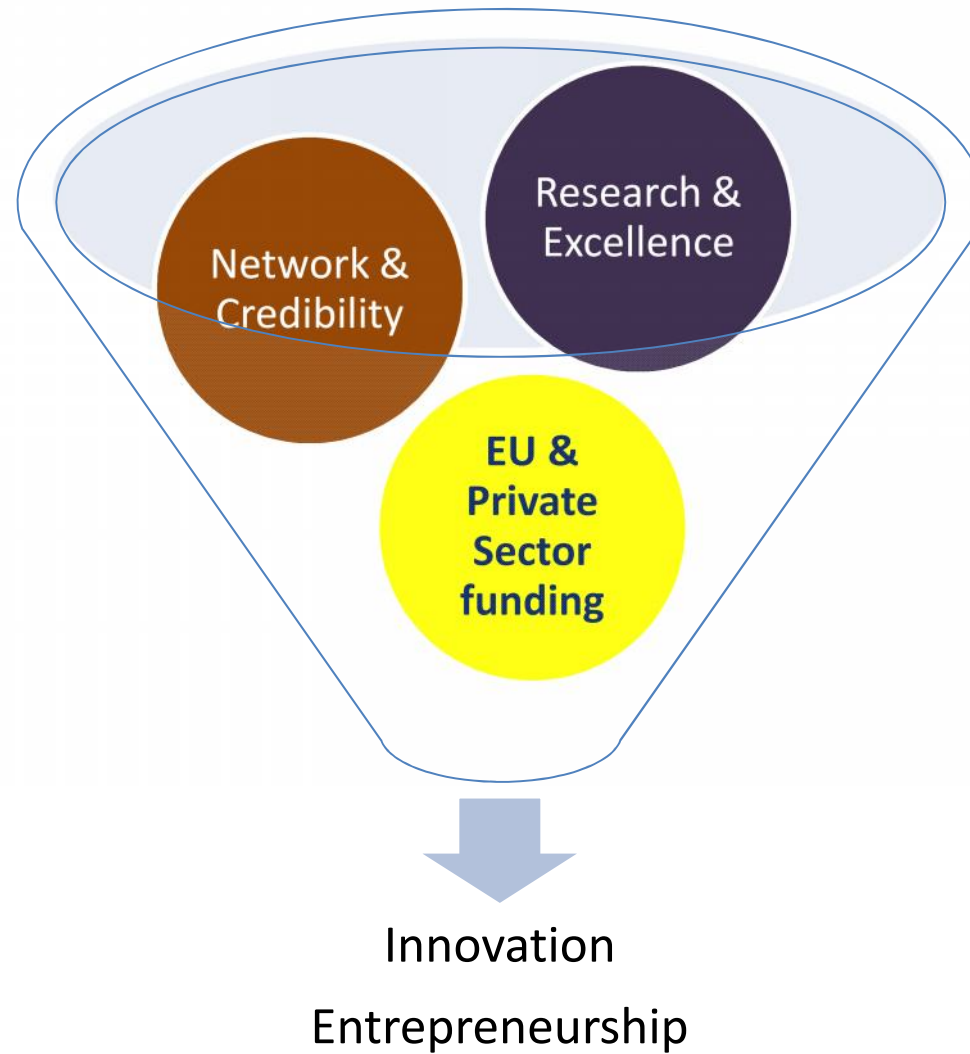 Research &
Excellence
Network &
Credibility
EU &
Private
Sector
funding
Innovation
Entrepreneurship